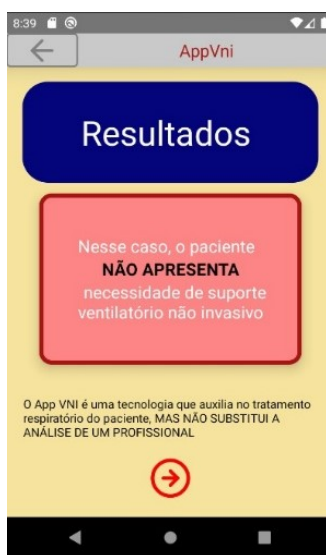 8:39
AppVni
Resultados
Nesse caso, o paciente
NÃO APRESENTA
necessidade de suporte
ventilatório não invasivo
O App VNI é uma tecnologia que auxilia no tratamento
respiratório do paciente, MAS NÃO SUBSTITUI A
ANÁLISE DE UM PROFISSIONAL